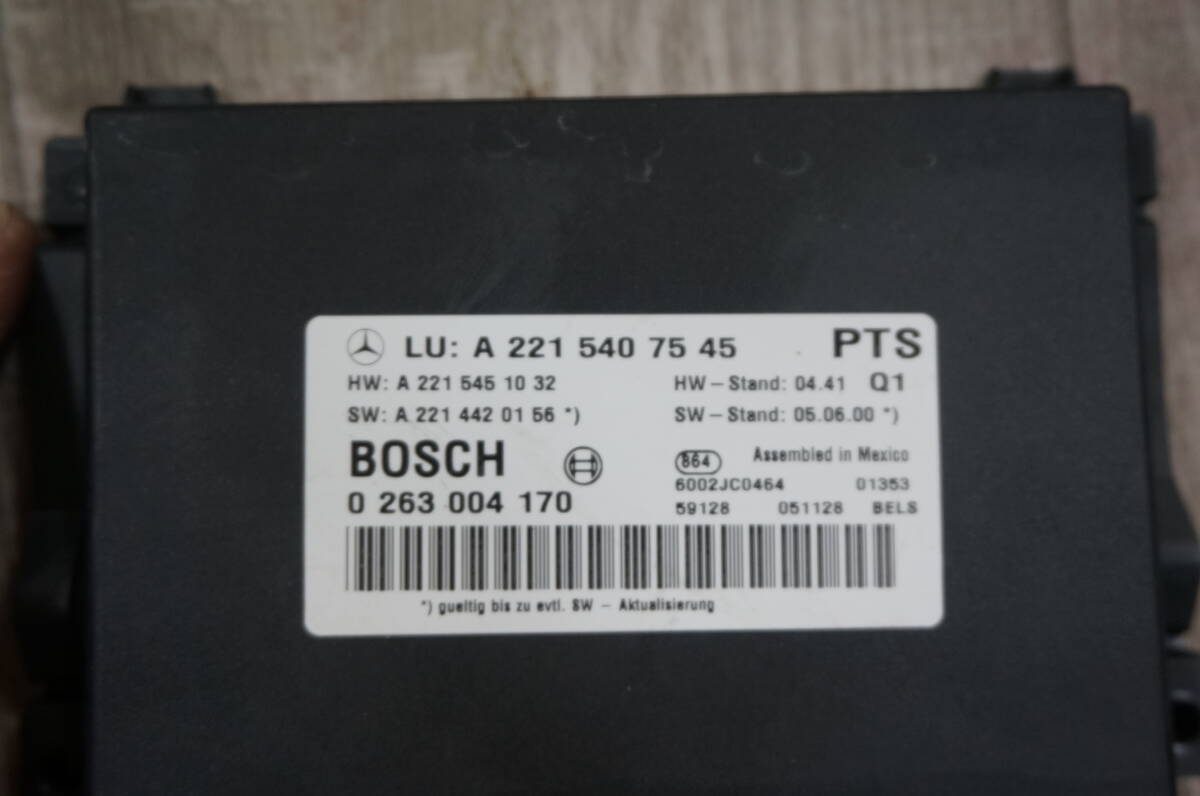 LU: A 221 540 75 45 PTS
HW: A 221 545 10 32 HW-Stand: 04.41 Q1
SW: A 221 442 01 56 *) SW-Stand: 05.06.00 *)
BOSCH 864 Assembled in Mexico
6002JC0464 01353
0 263 004 170 59128 051128 BELS
*) gueltig bis zu evtl. SW - Aktualisierung